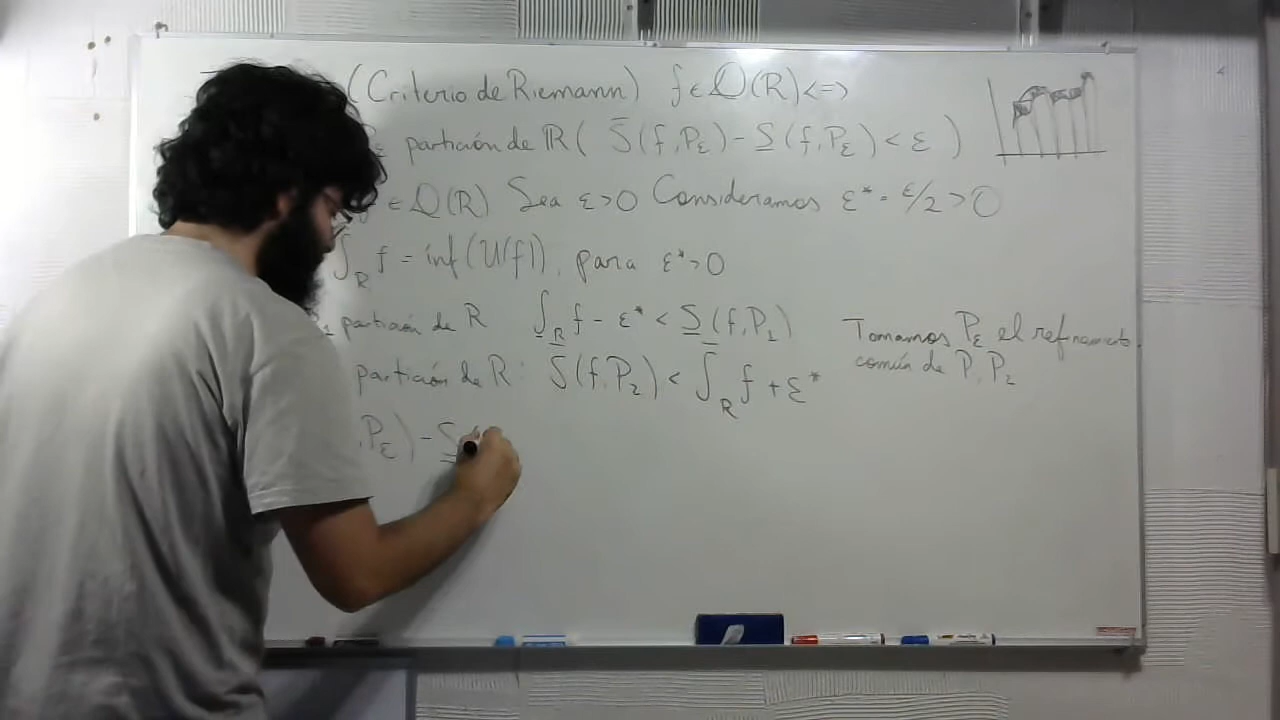 (Criterio de Riemann) f ∈ ℚ(R) <=>
ε partición de ℝ( S̄(f,P_ε) - S̲(f,P_ε) < ε )
f ∈ ℚ(R) Sea ε>0 Consideramos ε* = ε/2 > 0
∫_R f = inf(U(f)), para ε*>0
1 partición de R ∫_R f - ε* < S̲(f,P_1)
partición de R: S̄(f,P_2) < ∫_R f + ε*
Tomamos P_ε el refinamiento
común de P, P_2
,P_ε) - S̲